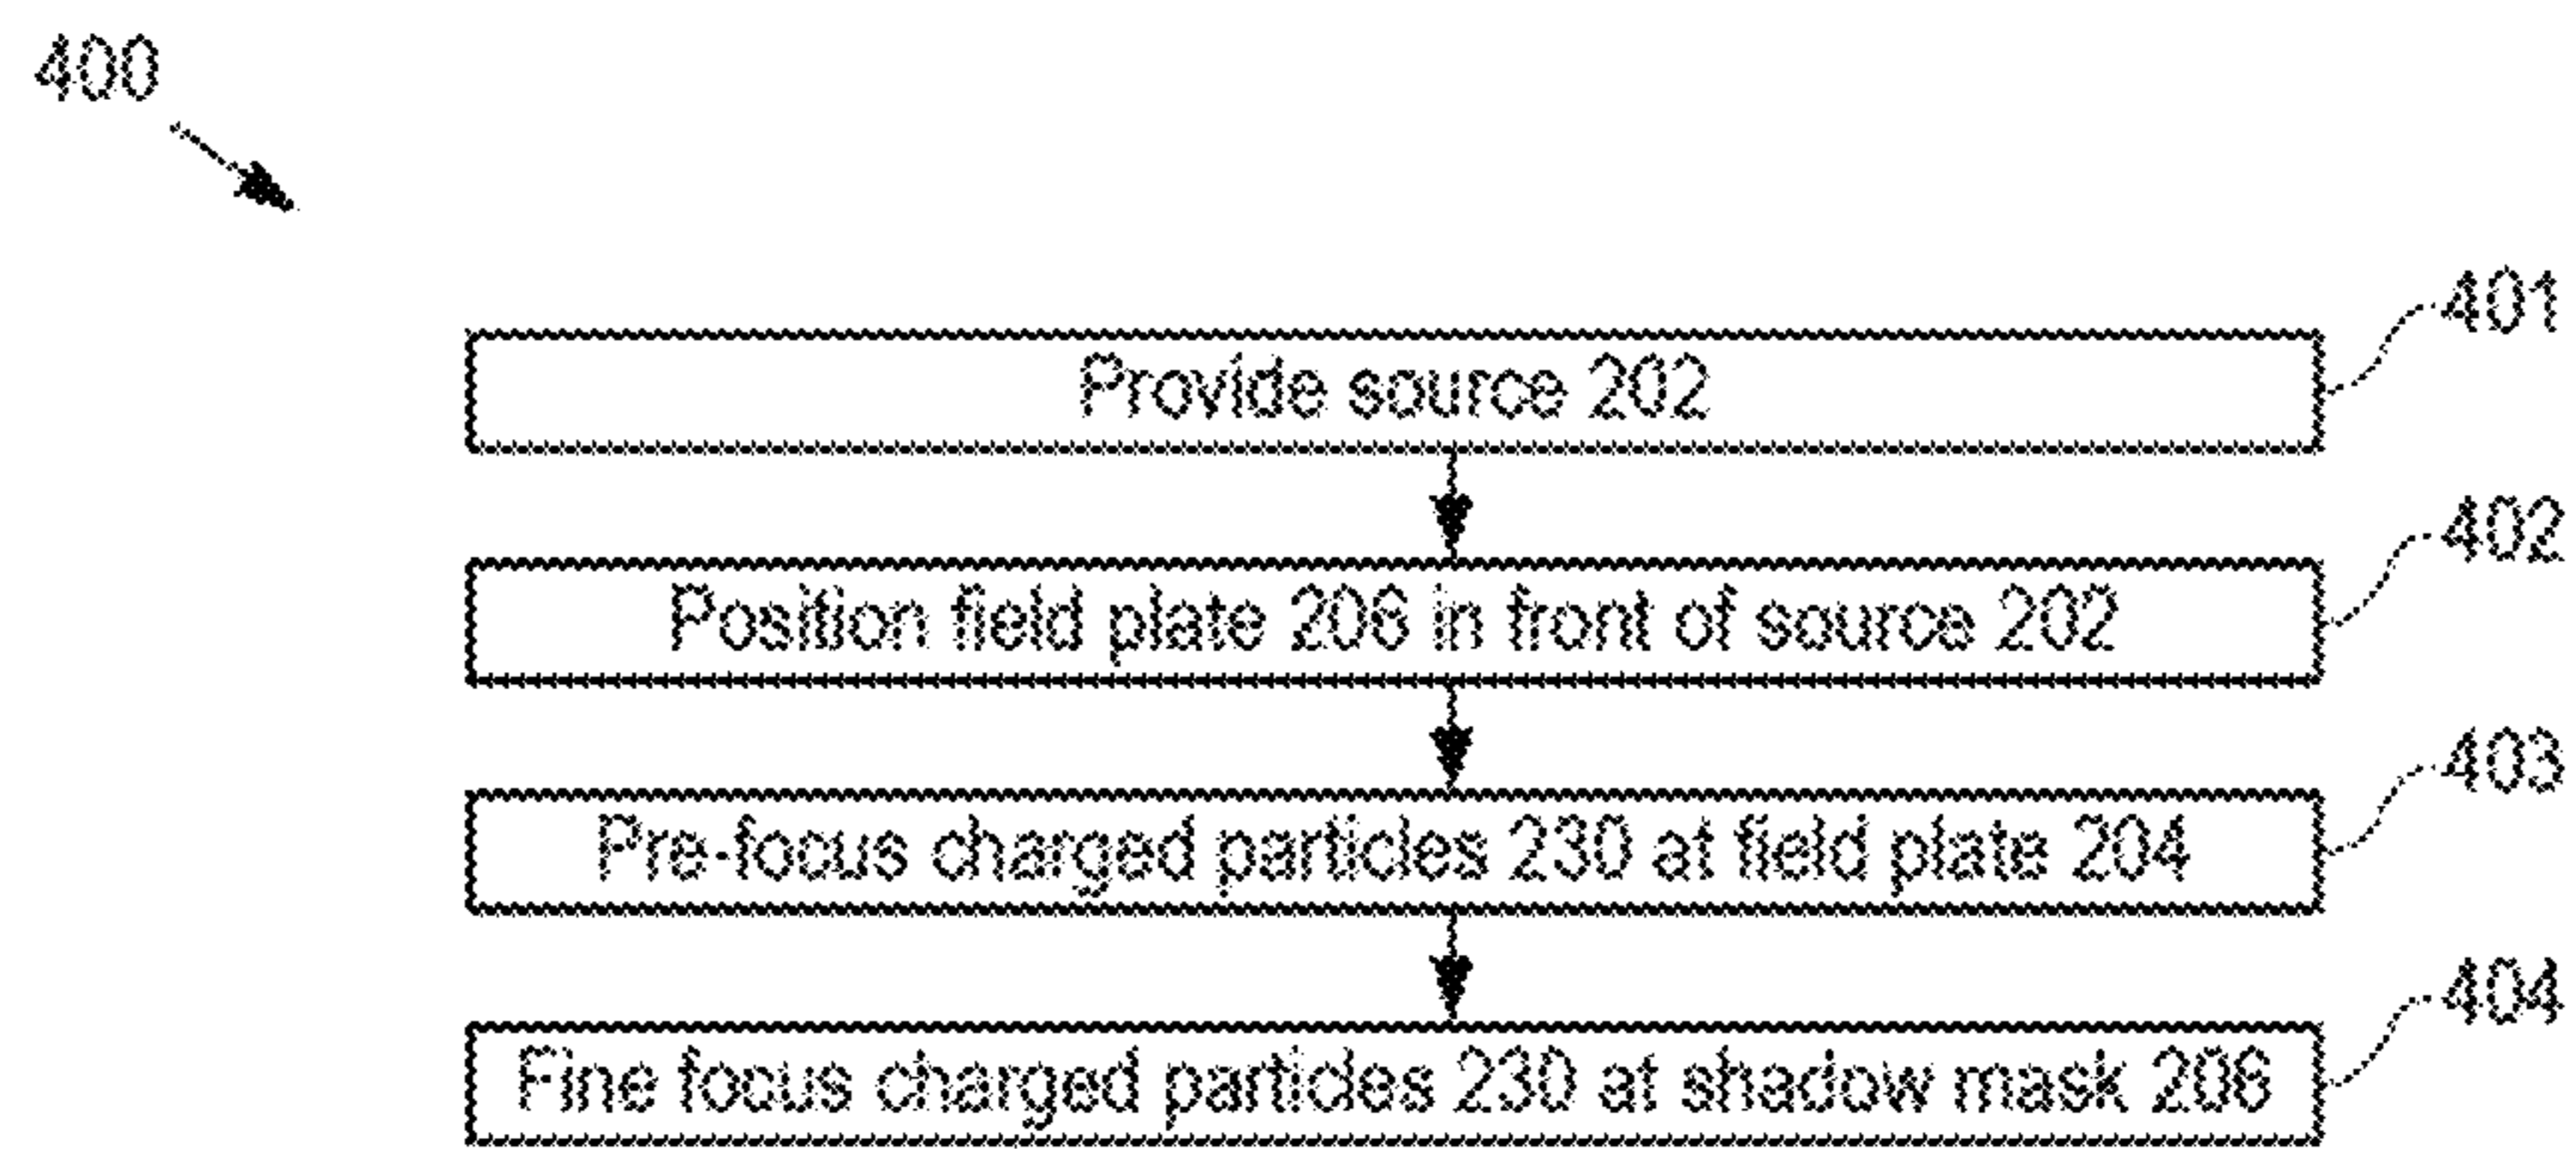 400
Provide source 202
401
Position field plate 206 in front of source 202
402
Pre-focus charged particles 230 at field plate 204
403
Fine focus charged particles 230 at shadow mask 206
404